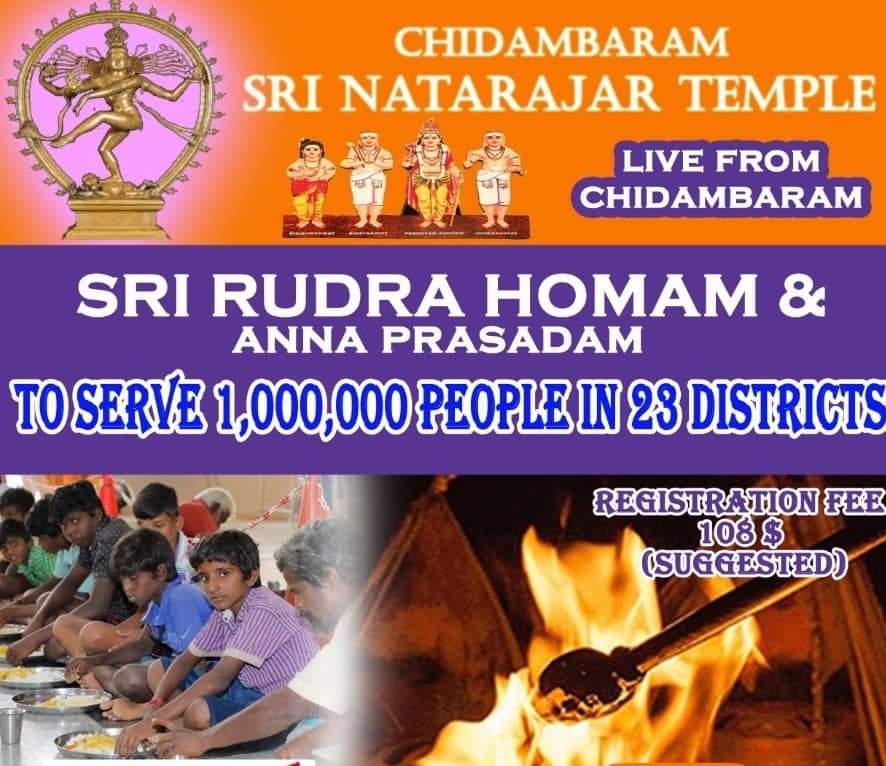 CHIDAMBARAM
SRI NATARAJAR TEMPLE
LIVE FROM
CHIDAMBARAM
SRI RUDRA HOMAM &
ANNA PRASADAM
TO SERVE 1,000,000 PEOPLE IN 23 DISTRICTS
REGISTRATION FEE
108 $
(SUGGESTED)